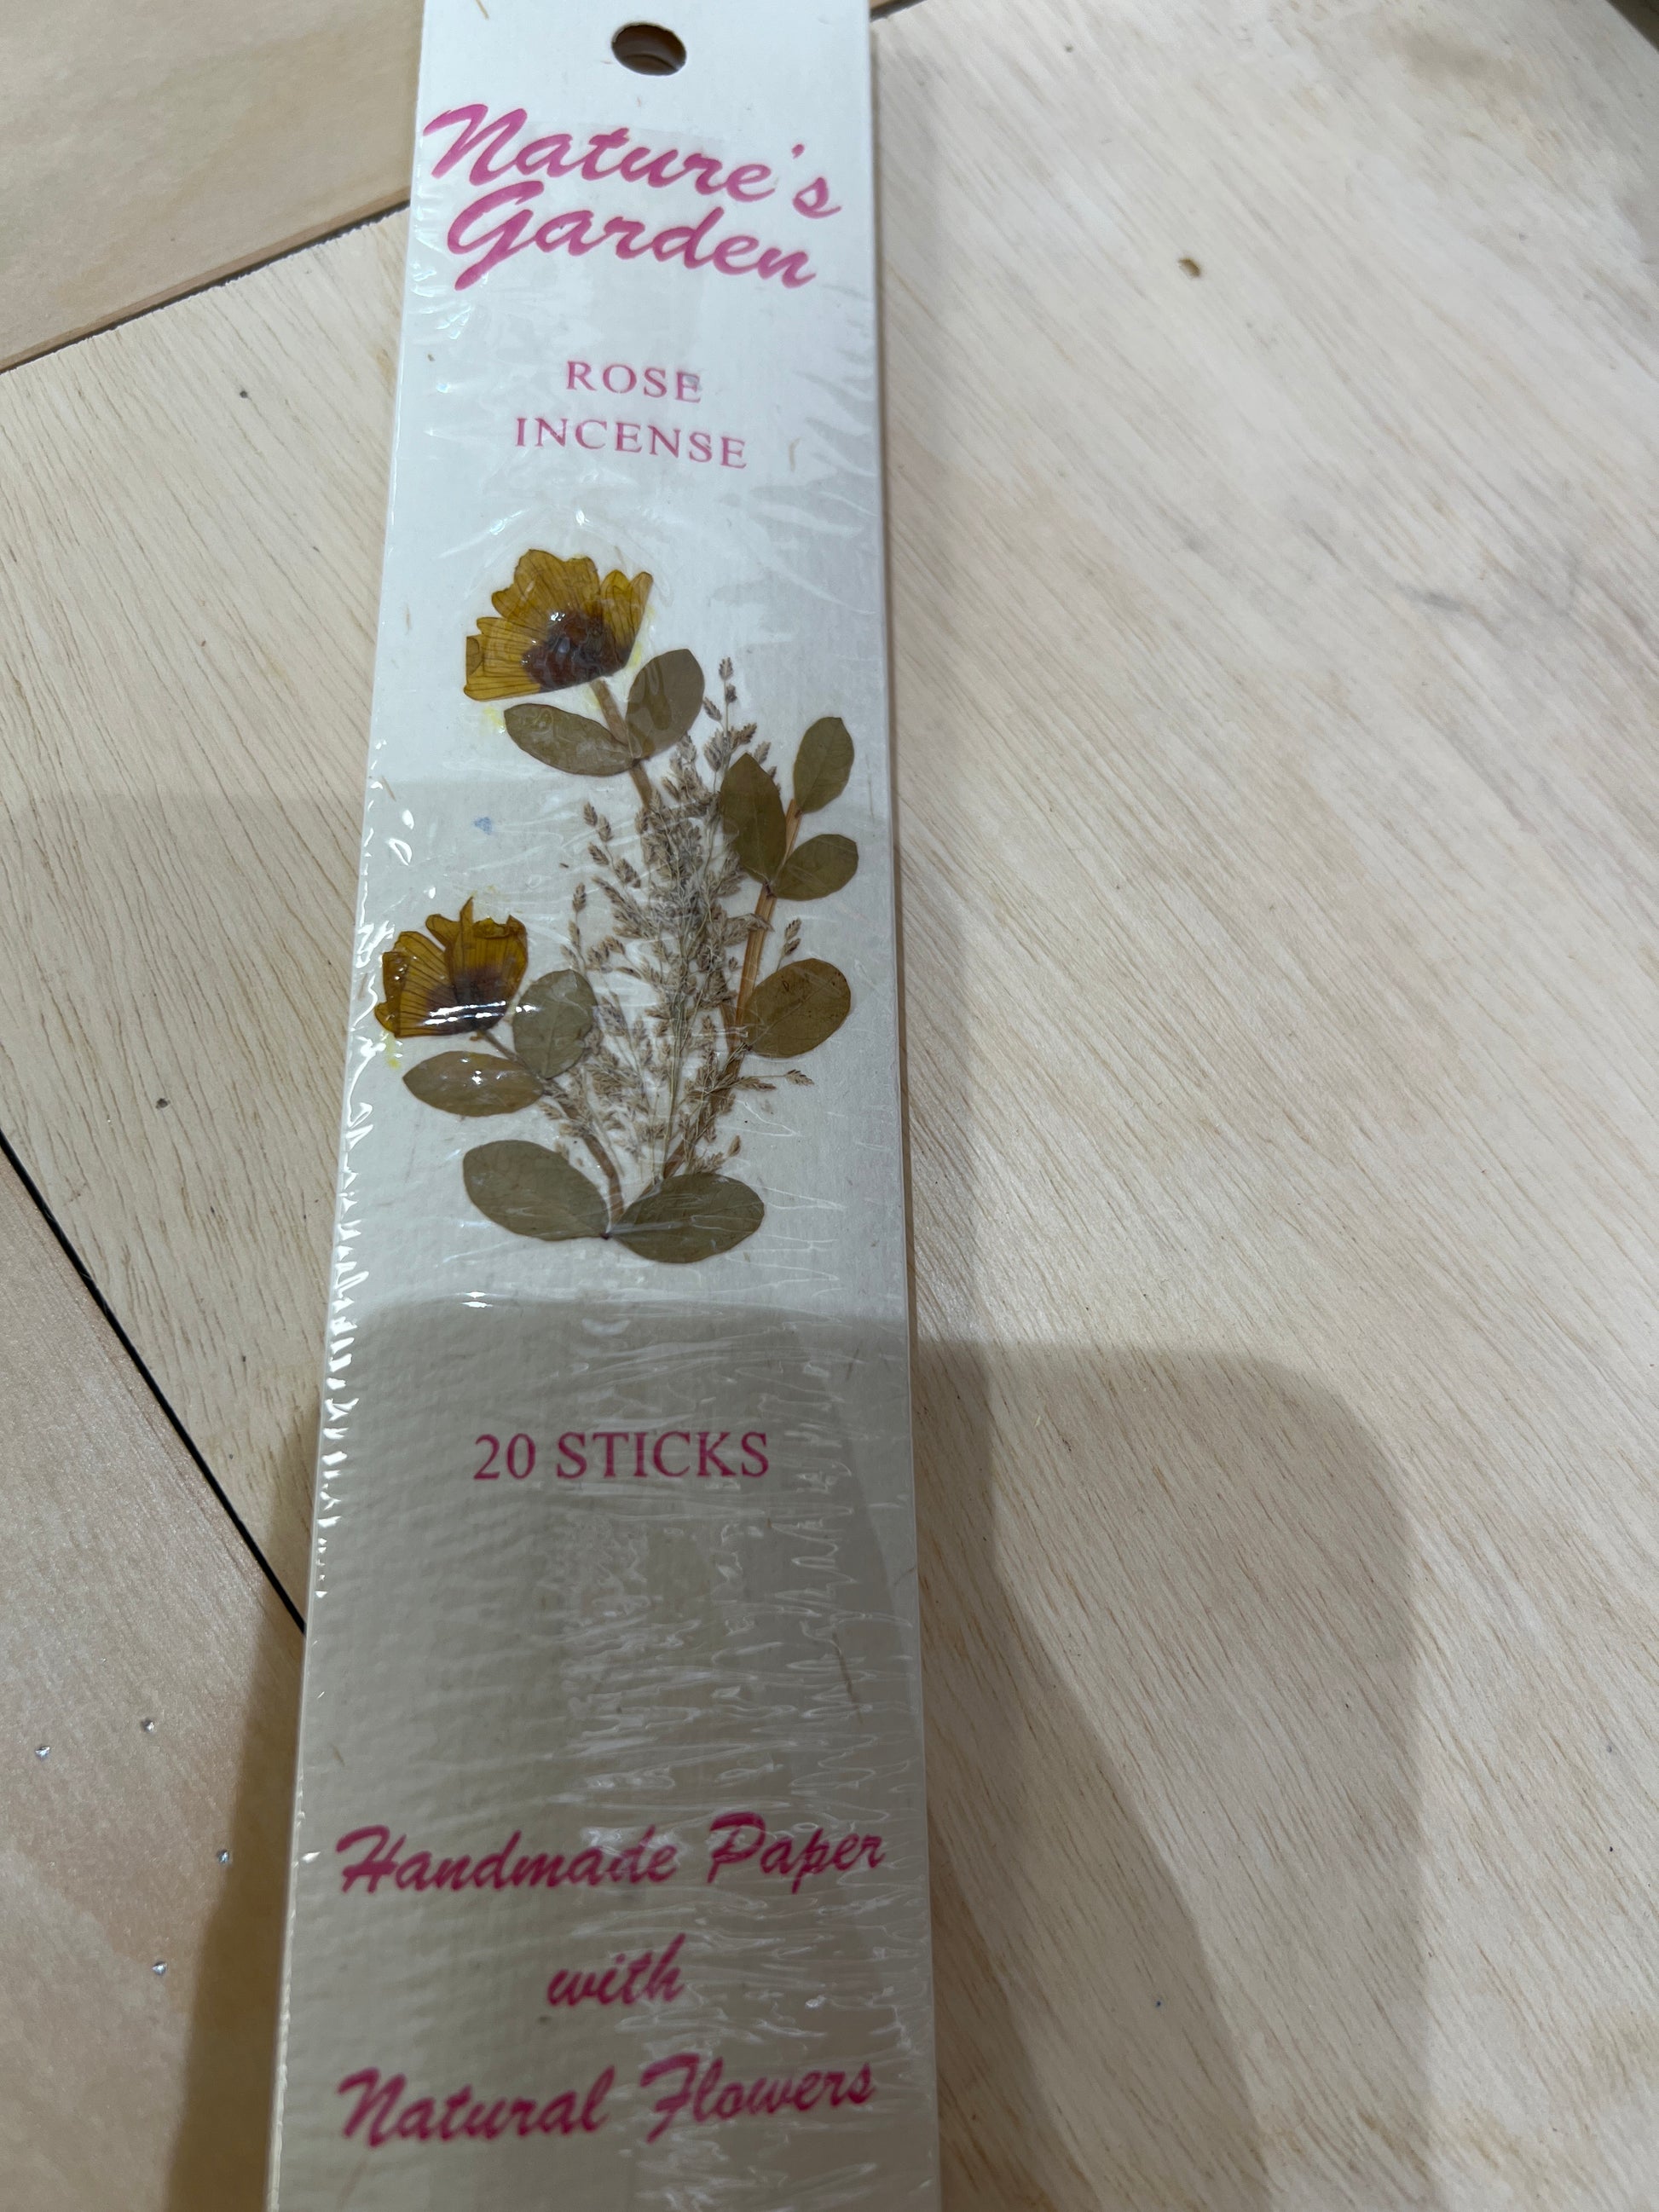 Nature's
Garden
ROSE
INCENSE
20 STICKS
Handmade Paper
with
Natural Flowers